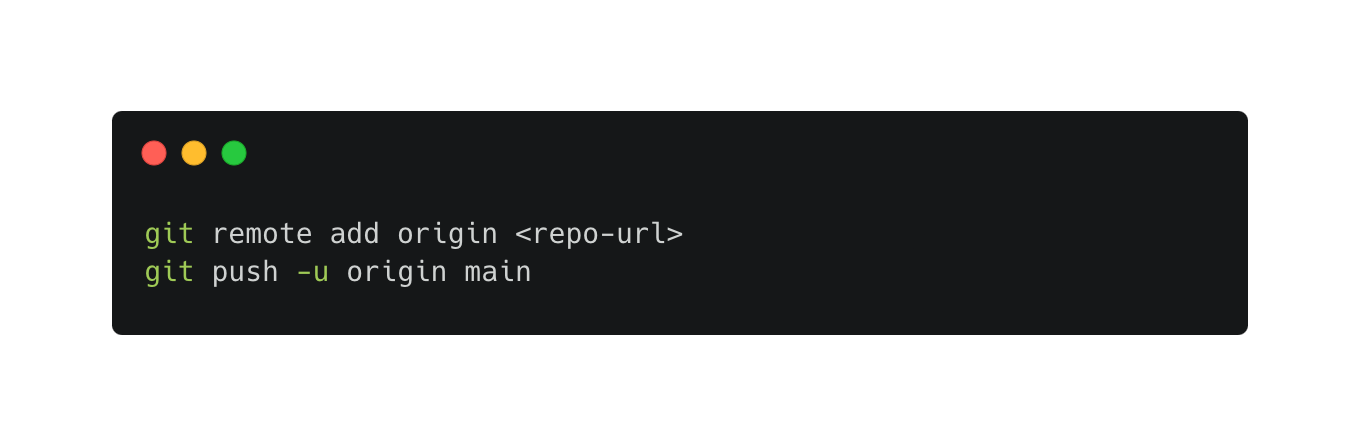 git remote add origin <repo-url>
git push -u origin main